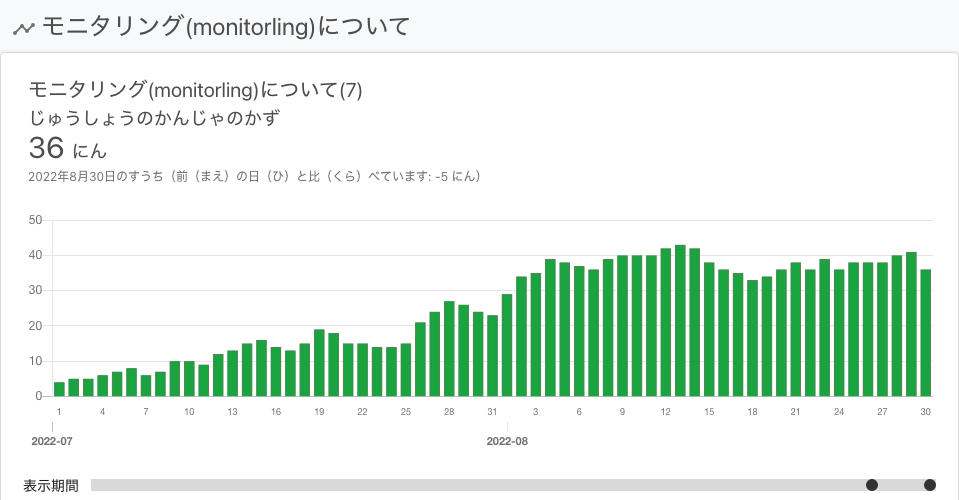 モニタリング(monitorling)について
モニタリング(monitorling)について(7)
じゅうしょうのかんじゃのかず
36 にん
2022年8月30日のすうち（前（まえ）の日（ひ）と比（くら）べています: -5 にん）
50
40
30
20
10
0
1 4 7 10 13 16 19 22 25 28 31 3 6 9 12 15 18 21 24 27 30
2022-07 2022-08
表示期間